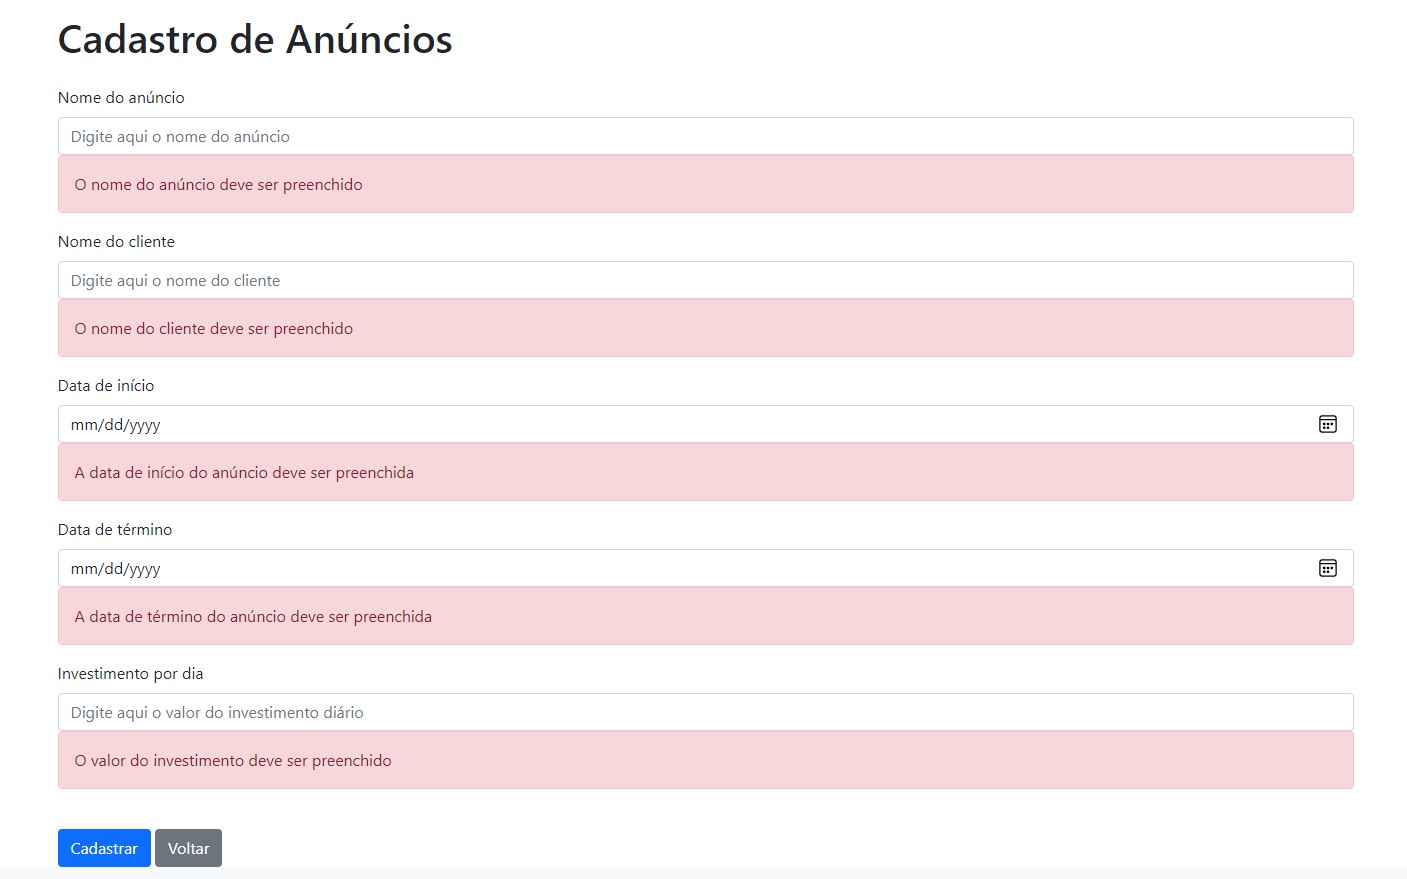 Cadastro de Anúncios
Nome do anúncio
Digite aqui o nome do anúncio
O nome do anúncio deve ser preenchido
Nome do cliente
Digite aqui o nome do cliente
O nome do cliente deve ser preenchido
Data de início
mm/dd/yyyy
A data de início do anúncio deve ser preenchida
Data de término
mm/dd/yyyy
A data de término do anúncio deve ser preenchida
Investimento por dia
Digite aqui o valor do investimento diário
O valor do investimento deve ser preenchido
Cadastrar Voltar